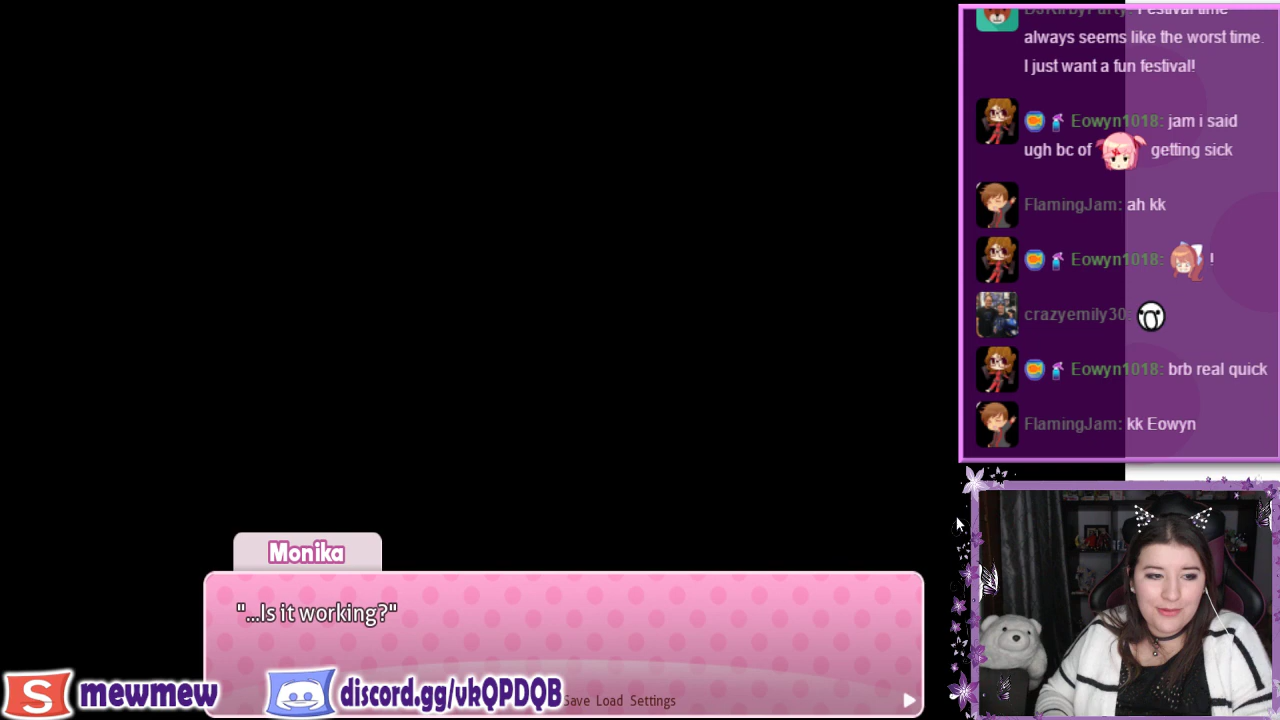 always seems like the worst time.
I just want a fun festival!
Eowyn1018: jam i said
ugh bc of getting sick
FlamingJam: ah kk
Eowyn1018: !
crazyemily30:
Eowyn1018: brb real quick
FlamingJam: kk Eowyn
Monika
"...Is it working?"
Save Load Settings
S mewmew
discord.gg/vkQPDQB